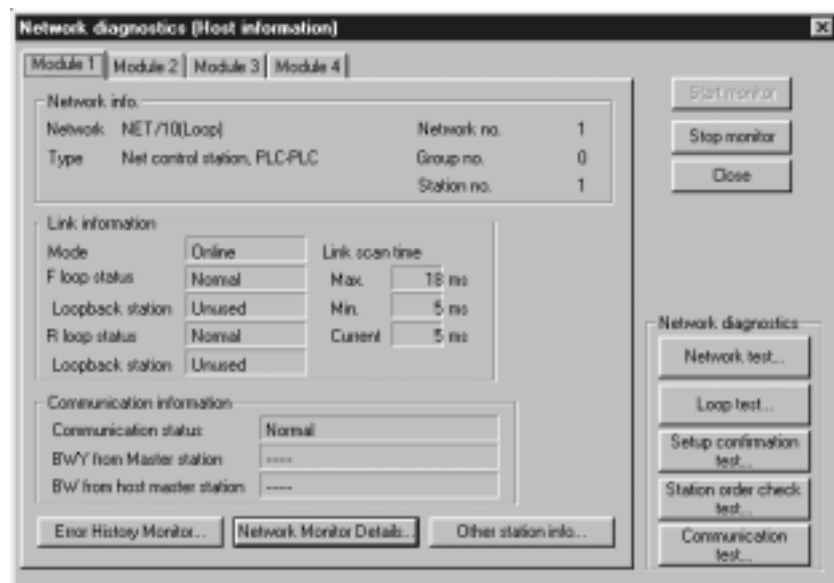 Network diagnostics (Host information)
Module 1 Module 2 Module 3 Module 4
Network info.
Network NET/10(Loop) Network no. 1
Type Net control station, PLC-PLC Group no. 0
Station no. 1
Link information
Mode Online Link scan time
F loop status Normal Max. 18 ms
Loopback station Unused Min. 5 ms
R loop status Normal Current 5 ms
Loopback station Unused
Communication information
Communication status Normal
BWY from Master station ----
BW from host master station ----
Error History Monitor... Network Monitor Details... Other station info...
Start monitor
Stop monitor
Close
Network diagnostics
Network test...
Loop test...
Setup confirmation
test...
Station order check
test...
Communication
test...